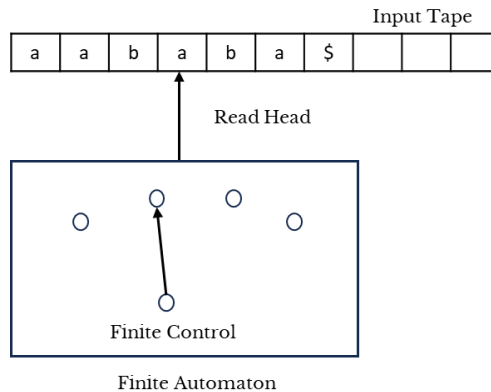 Input Tape
a a b a b a $
Read Head
Finite Control
Finite Automaton